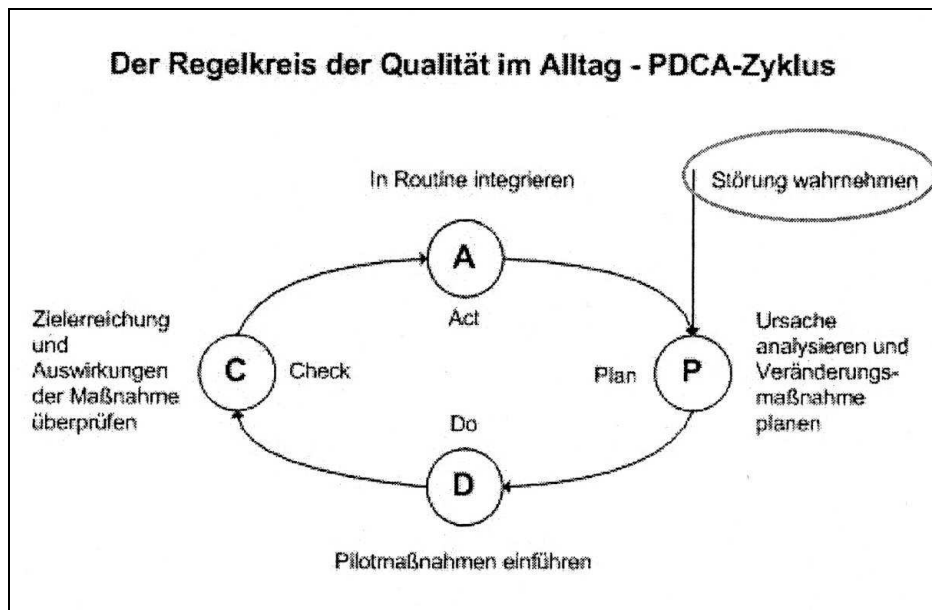 Der Regelkreis der Qualität im Alltag - PDCA-Zyklus
In Routine integrieren
Störung wahrnehmen
A
Act
Zielerreichung
und
Auswirkungen
der Maßnahme
überprüfen
C
Check
Plan
P
Ursache
analysieren und
Veränderungs-
maßnahme
planen
Do
D
Pilotmaßnahmen einführen